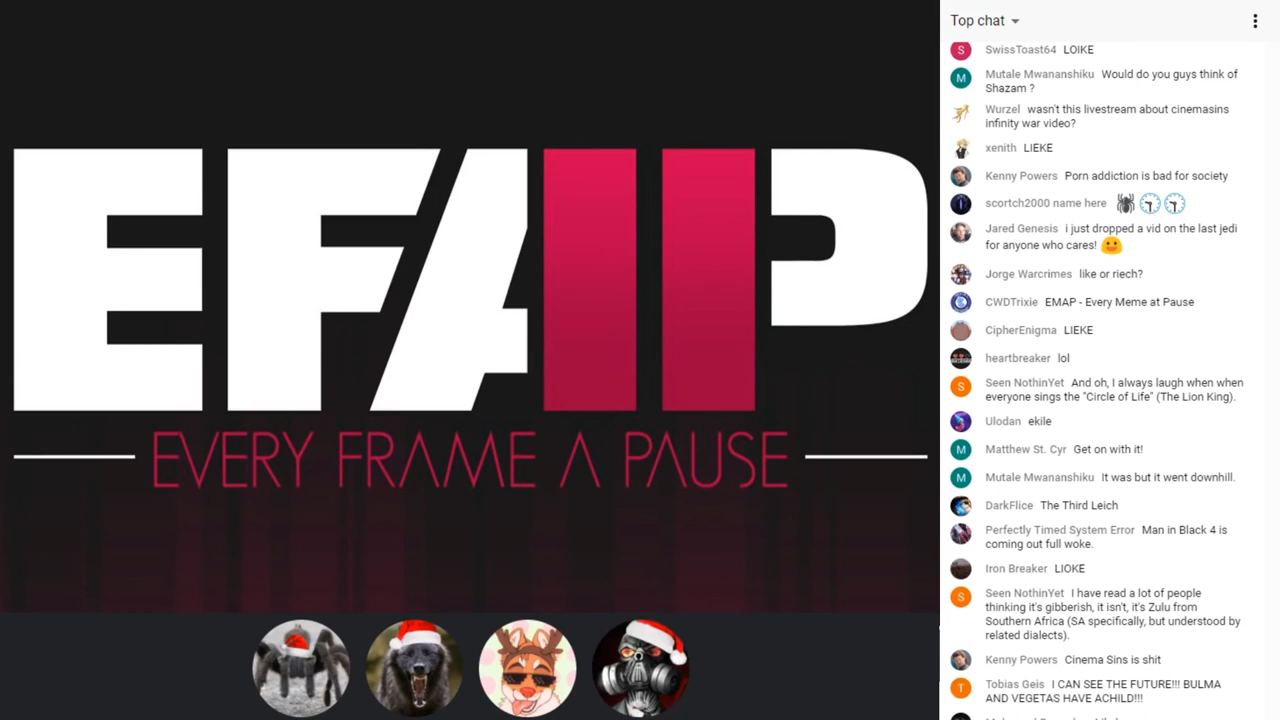 EFAP
EVERY FRAME A PAUSE
Top chat
S SwissToast64 LOIKE
M Mutale Mwananshiku Would do you guys think of
Shazam ?
Wurzel wasn't this livestream about cinemasins
infinity war video?
xenith LIEKE
Kenny Powers Porn addiction is bad for society
scortch2000 name here
Jared Genesis i just dropped a vid on the last jedi
for anyone who cares!
Jorge Warcrimes like or riech?
CWDTrixie EMAP - Every Meme at Pause
CipherEnigma LIEKE
heartbreaker lol
S Seen NothinYet And oh, I always laugh when when
everyone sings the "Circle of Life" (The Lion King).
Ulodan ekile
M Matthew St. Cyr Get on with it!
M Mutale Mwananshiku It was but it went downhill.
DarkFlice The Third Leich
Perfectly Timed System Error Man in Black 4 is
coming out full woke.
Iron Breaker LIOKE
S Seen NothinYet I have read a lot of people
thinking it's gibberish, it isn't, it's Zulu from
Southern Africa (SA specifically, but understood by
related dialects).
Kenny Powers Cinema Sins is shit
T Tobias Geis I CAN SEE THE FUTURE!!! BULMA
AND VEGETAS HAVE ACHILD!!!